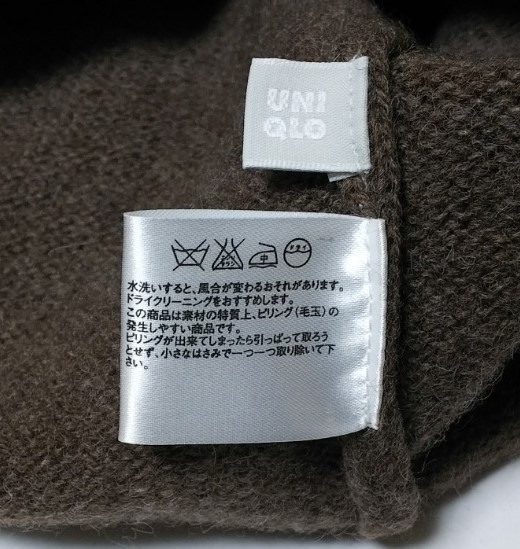 UNI
QLO
中 ドライ
水洗いすると、風合が変わるおそれがあります。
ドライクリーニングをおすすめします。
この商品は素材の特質上、ピリング(毛玉)の
発生しやすい商品です。
ピリングが出来てしまったら引っぱって取ろう
とせず、小さなはさみで一つ一つ取り除いて下
さい。